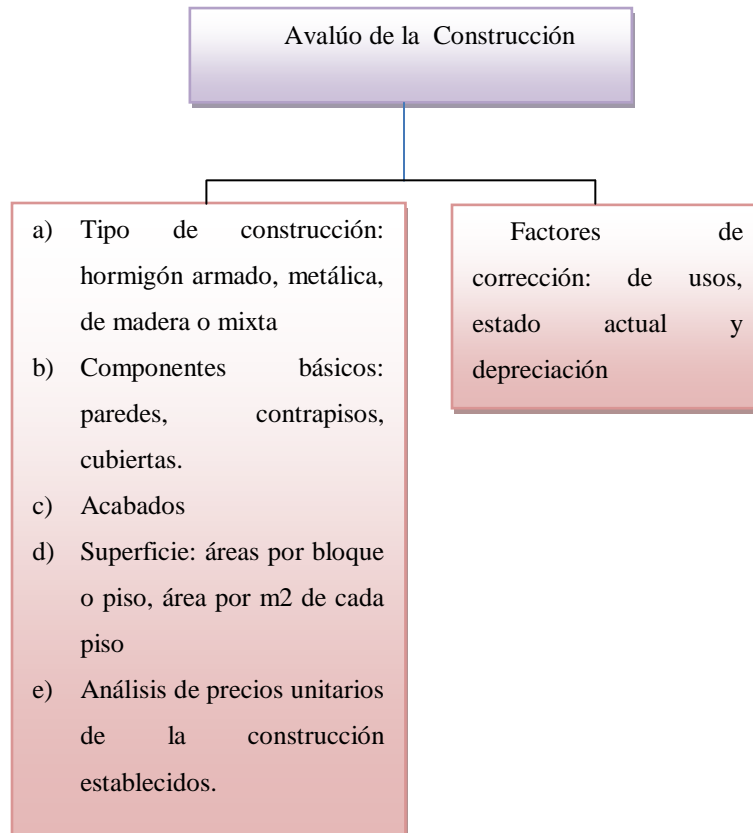 Avalúo de la Construcción
a) Tipo de construcción:
hormigón armado, metálica,
de madera o mixta
b) Componentes básicos:
paredes, contrapisos,
cubiertas.
c) Acabados
d) Superficie: áreas por bloque
o piso, área por m2 de cada
piso
e) Análisis de precios unitarios
de la construcción
establecidos.
Factores de
corrección: de usos,
estado actual y
depreciación